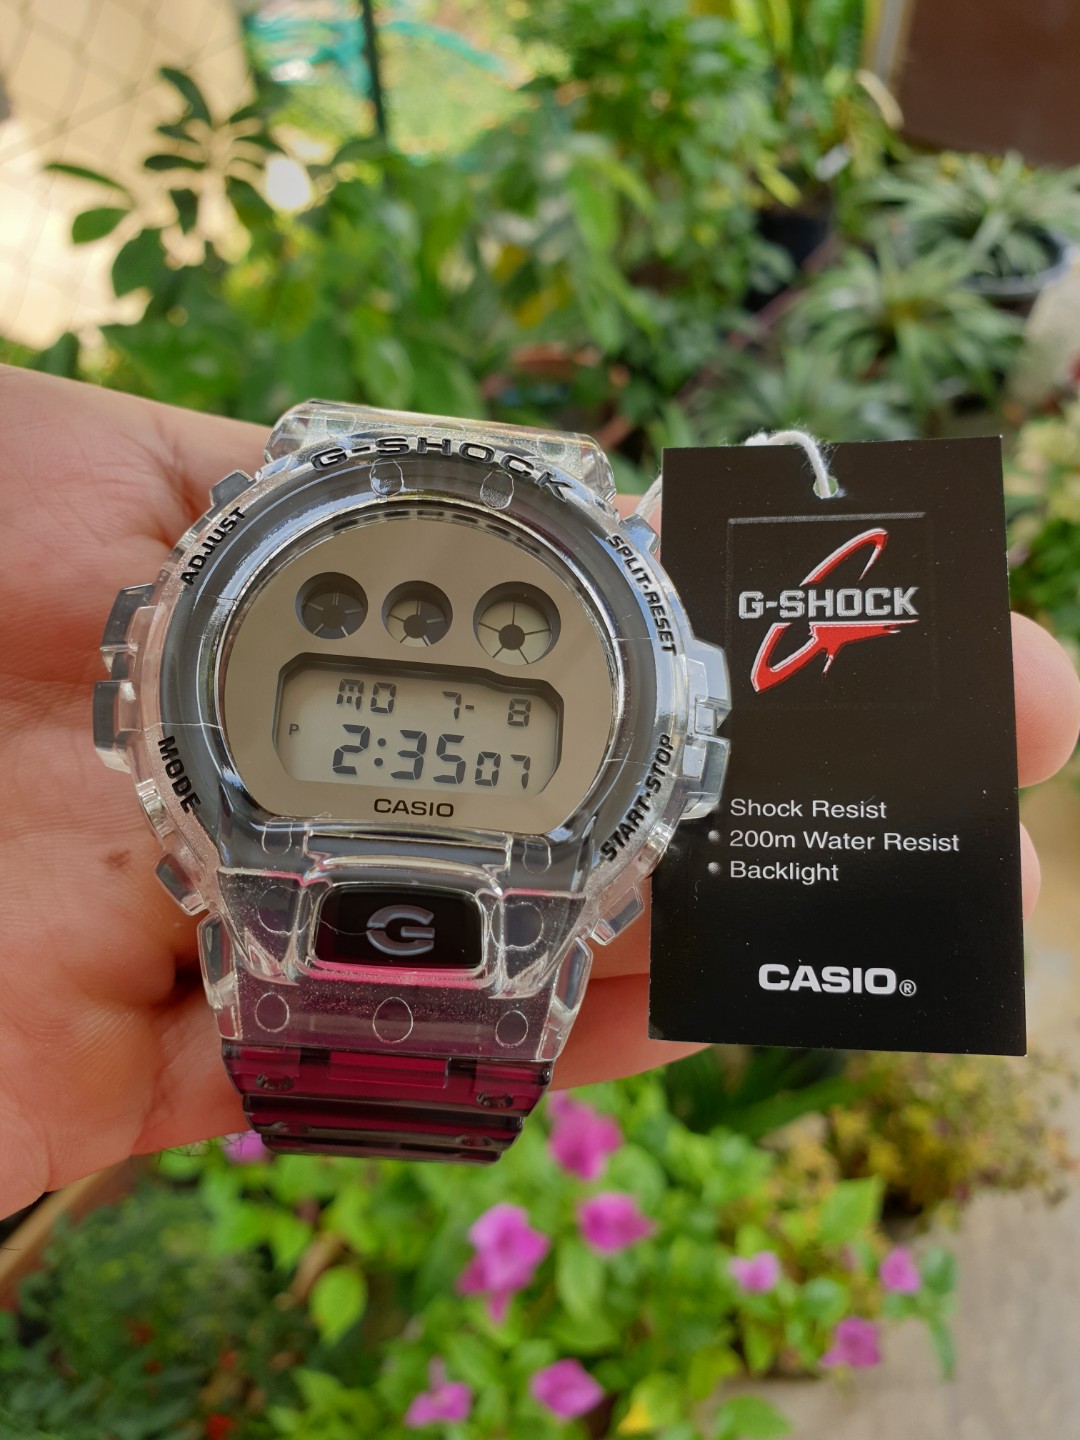 G-SHOCK
ADJUST
SPLIT·RESET
MO 7- 8
P 2:35 07
CASIO
MODE
START·STOP
G
G-SHOCK
Shock Resist
• 200m Water Resist
• Backlight
CASIO®